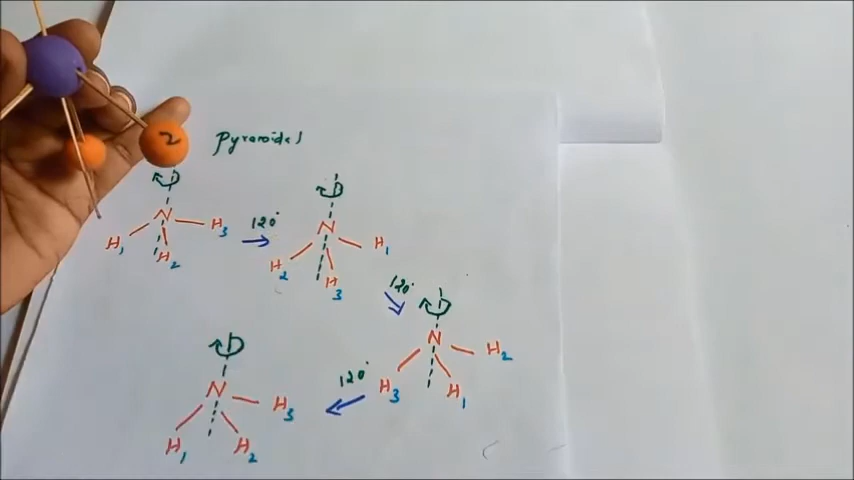 2
Pyramidal
N
H1 H2 H3
120°
N
H2 H3 H1
120°
N
H3 H1 H2
120°
N
H1 H2 H3